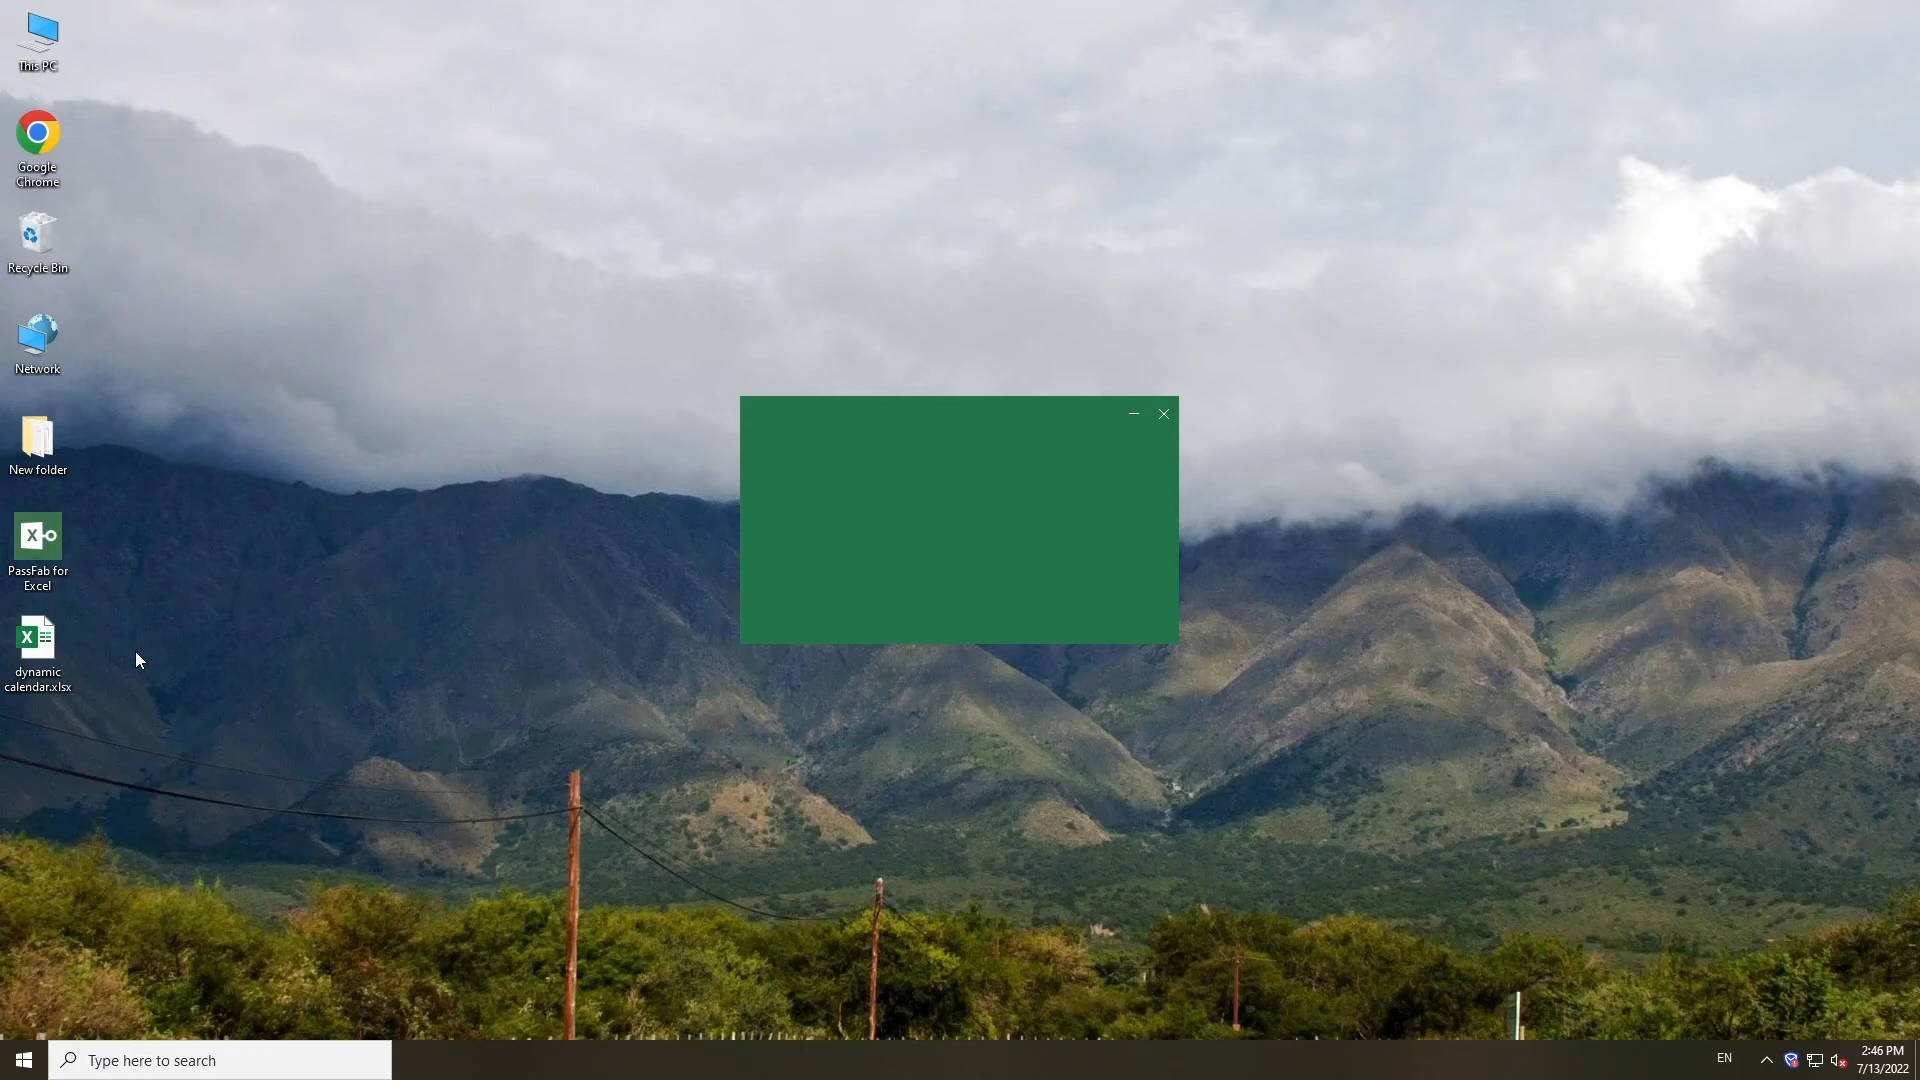 This PC
Google
Chrome
Recycle Bin
Network
New folder
PassFab for
Excel
dynamic
calendar.xlsx
Type here to search
EN
2:46 PM
7/13/2022